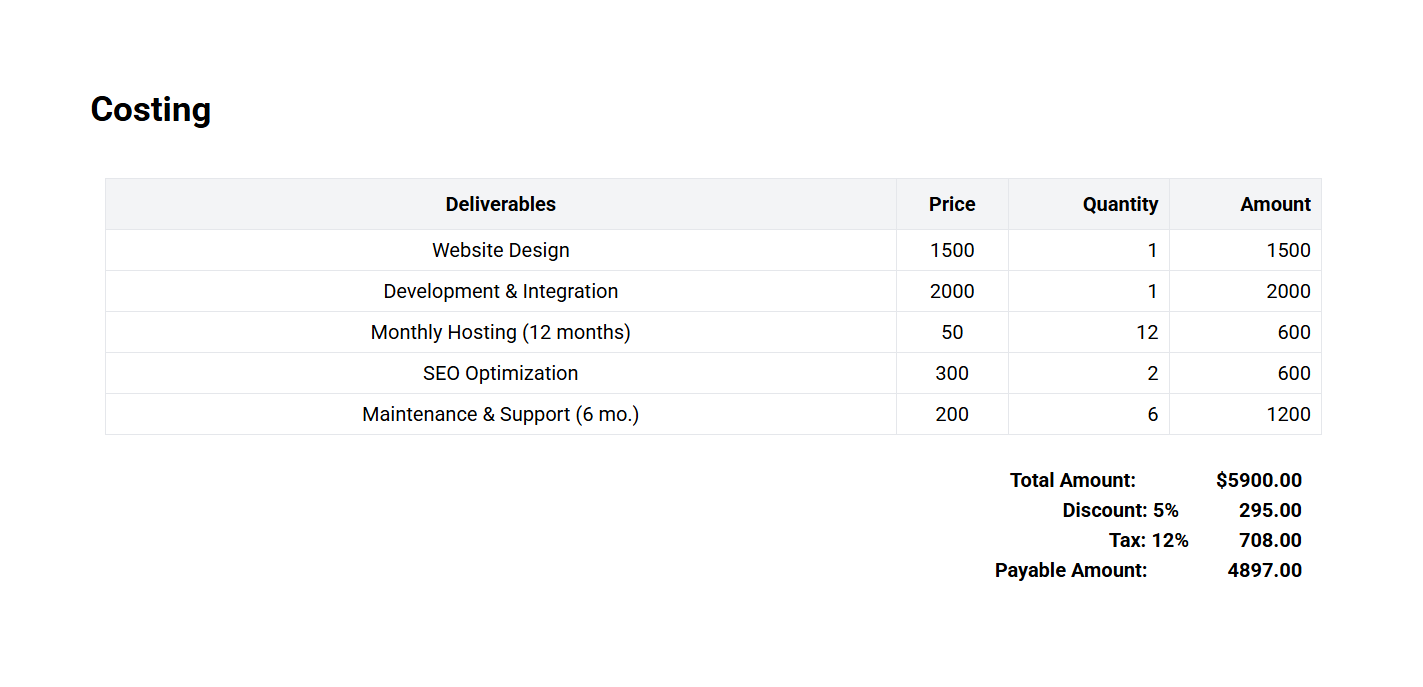 Costing
Deliverables Price Quantity Amount
Website Design 1500 1 1500
Development & Integration 2000 1 2000
Monthly Hosting (12 months) 50 12 600
SEO Optimization 300 2 600
Maintenance & Support (6 mo.) 200 6 1200
Total Amount: $5900.00
Discount: 5% 295.00
Tax: 12% 708.00
Payable Amount: 4897.00